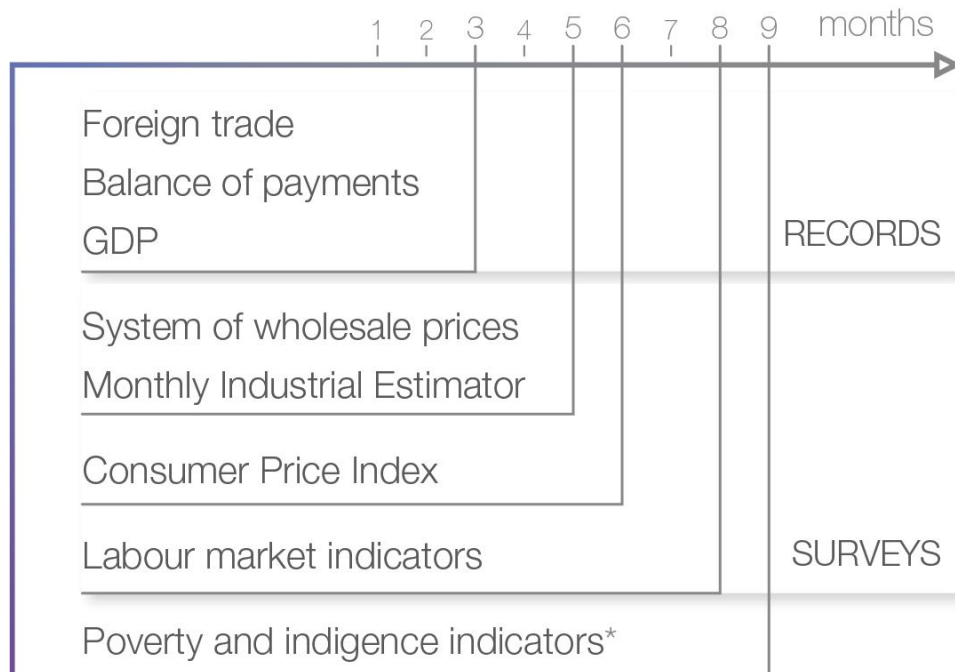 1 2 3 4 5 6 7 8 9 months
Foreign trade
Balance of payments
GDP
RECORDS
System of wholesale prices
Monthly Industrial Estimator
Consumer Price Index
Labour market indicators
SURVEYS
Poverty and indigence indicators*